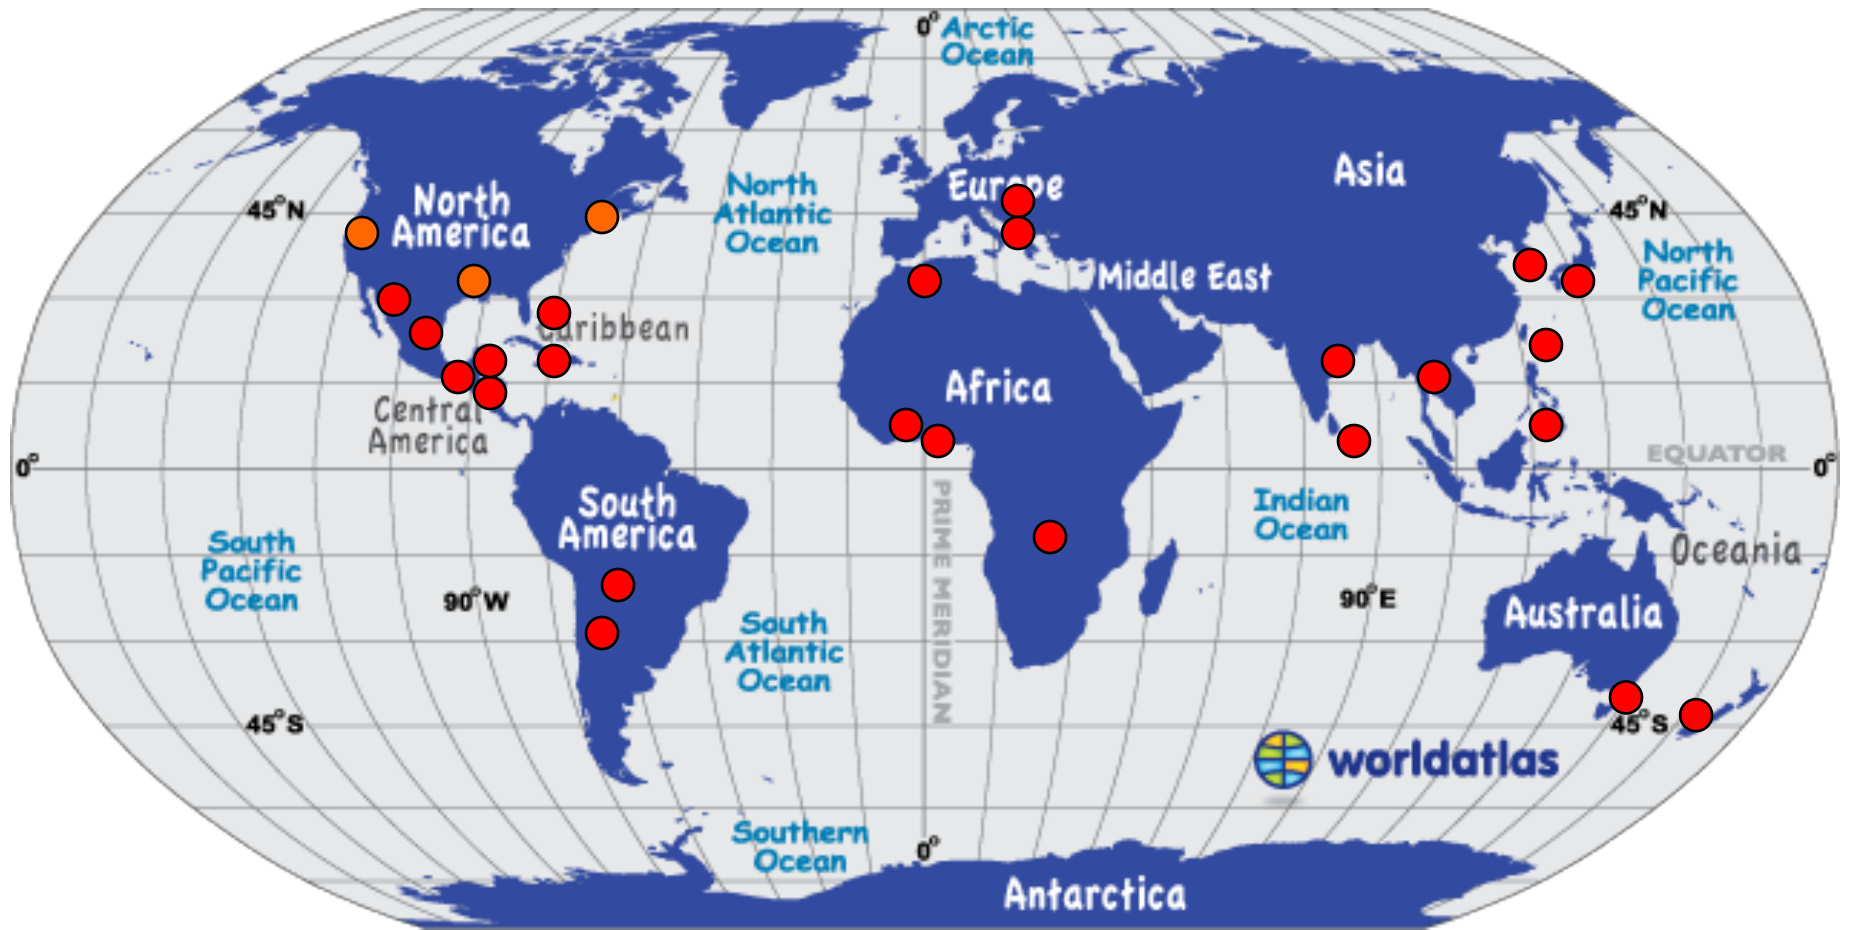 0°
Arctic
Ocean
North
America
45°N
North
Atlantic
Ocean
Europe
Asia
45°N
North
Pacific
Ocean
Middle East
Caribbean
Africa
Central
America
0°
EQUATOR
0°
PRIME MERIDIAN
South
America
Indian
Ocean
Oceania
South
Pacific
Ocean
90°W
90°E
Australia
South
Atlantic
Ocean
45°S
45°S
worldatlas
Southern
Ocean
0°
Antarctica